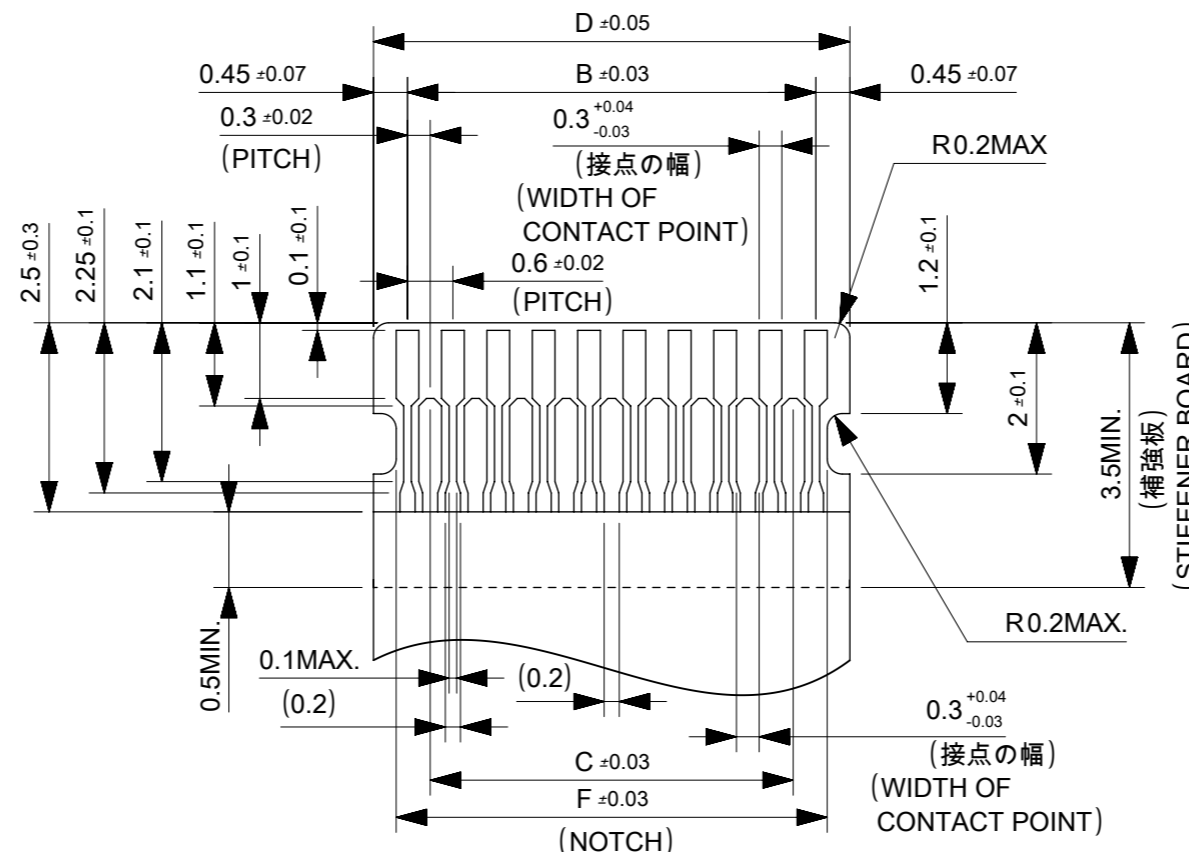 D ±0.05
0.45 ±0.07
B ±0.03
0.45 ±0.07
0.3 ±0.02
(PITCH)
0.3 +0.04 -0.03
(接点の幅)
(WIDTH OF
CONTACT POINT)
R0.2MAX
0.6 ±0.02
(PITCH)
2.5 ±0.3
2.25 ±0.1
2.1 ±0.1
1.1 ±0.1
1 ±0.1
0.1 ±0.1
1.2 ±0.1
2 ±0.1
3.5MIN.
(補強板)
(STIFFENER BOARD)
0.5MIN.
R0.2MAX.
0.1MAX.
(0.2)
(0.2)
0.3 +0.04 -0.03
(接点の幅)
(WIDTH OF
CONTACT POINT)
C ±0.03
F ±0.03
(NOTCH)